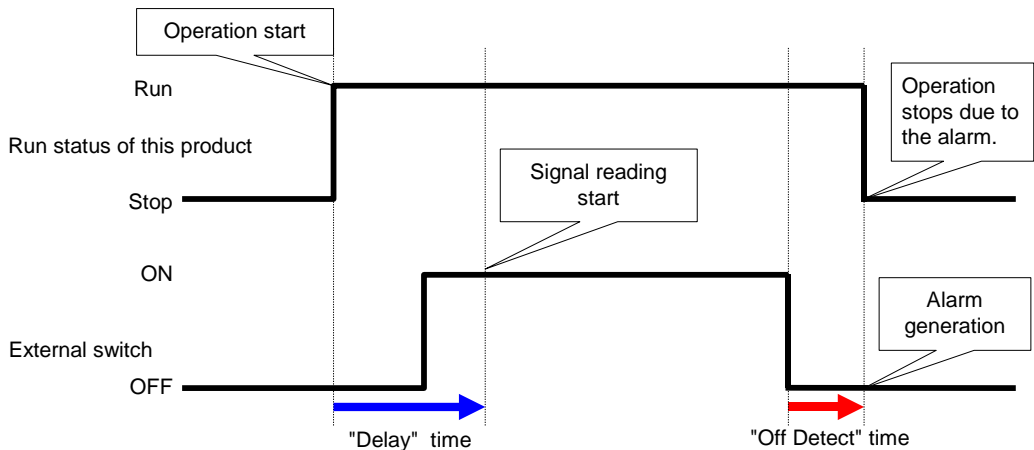 Operation start
Run
Run status of this product
Stop
Operation
stops due to
the alarm.
Signal reading
start
ON
External switch
OFF
Alarm
generation
"Delay"  time
"Off Detect" time